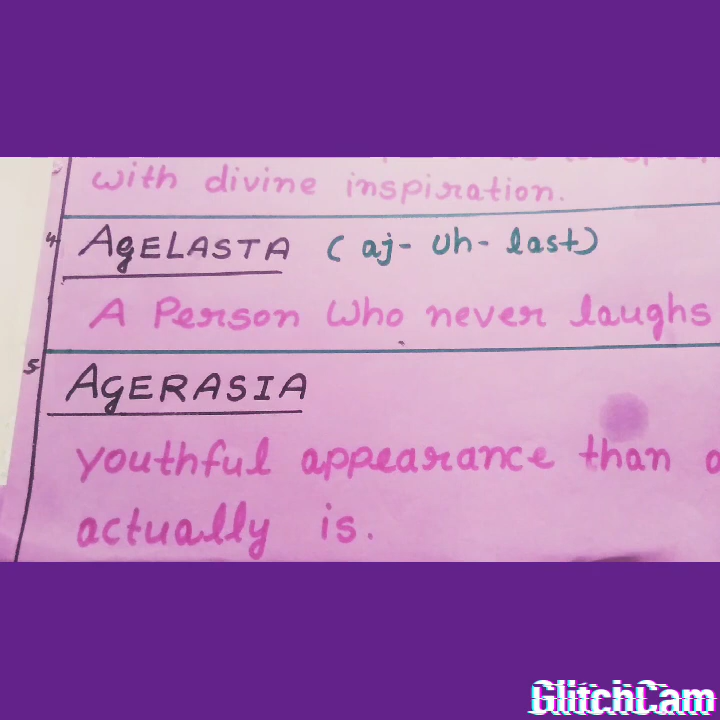 with divine inspiration.
4 AgELASTA (aj-uh-last)
A Person Who never laughs
5 AgERASIA
youthful appearance than
actually is.
GlitchCam